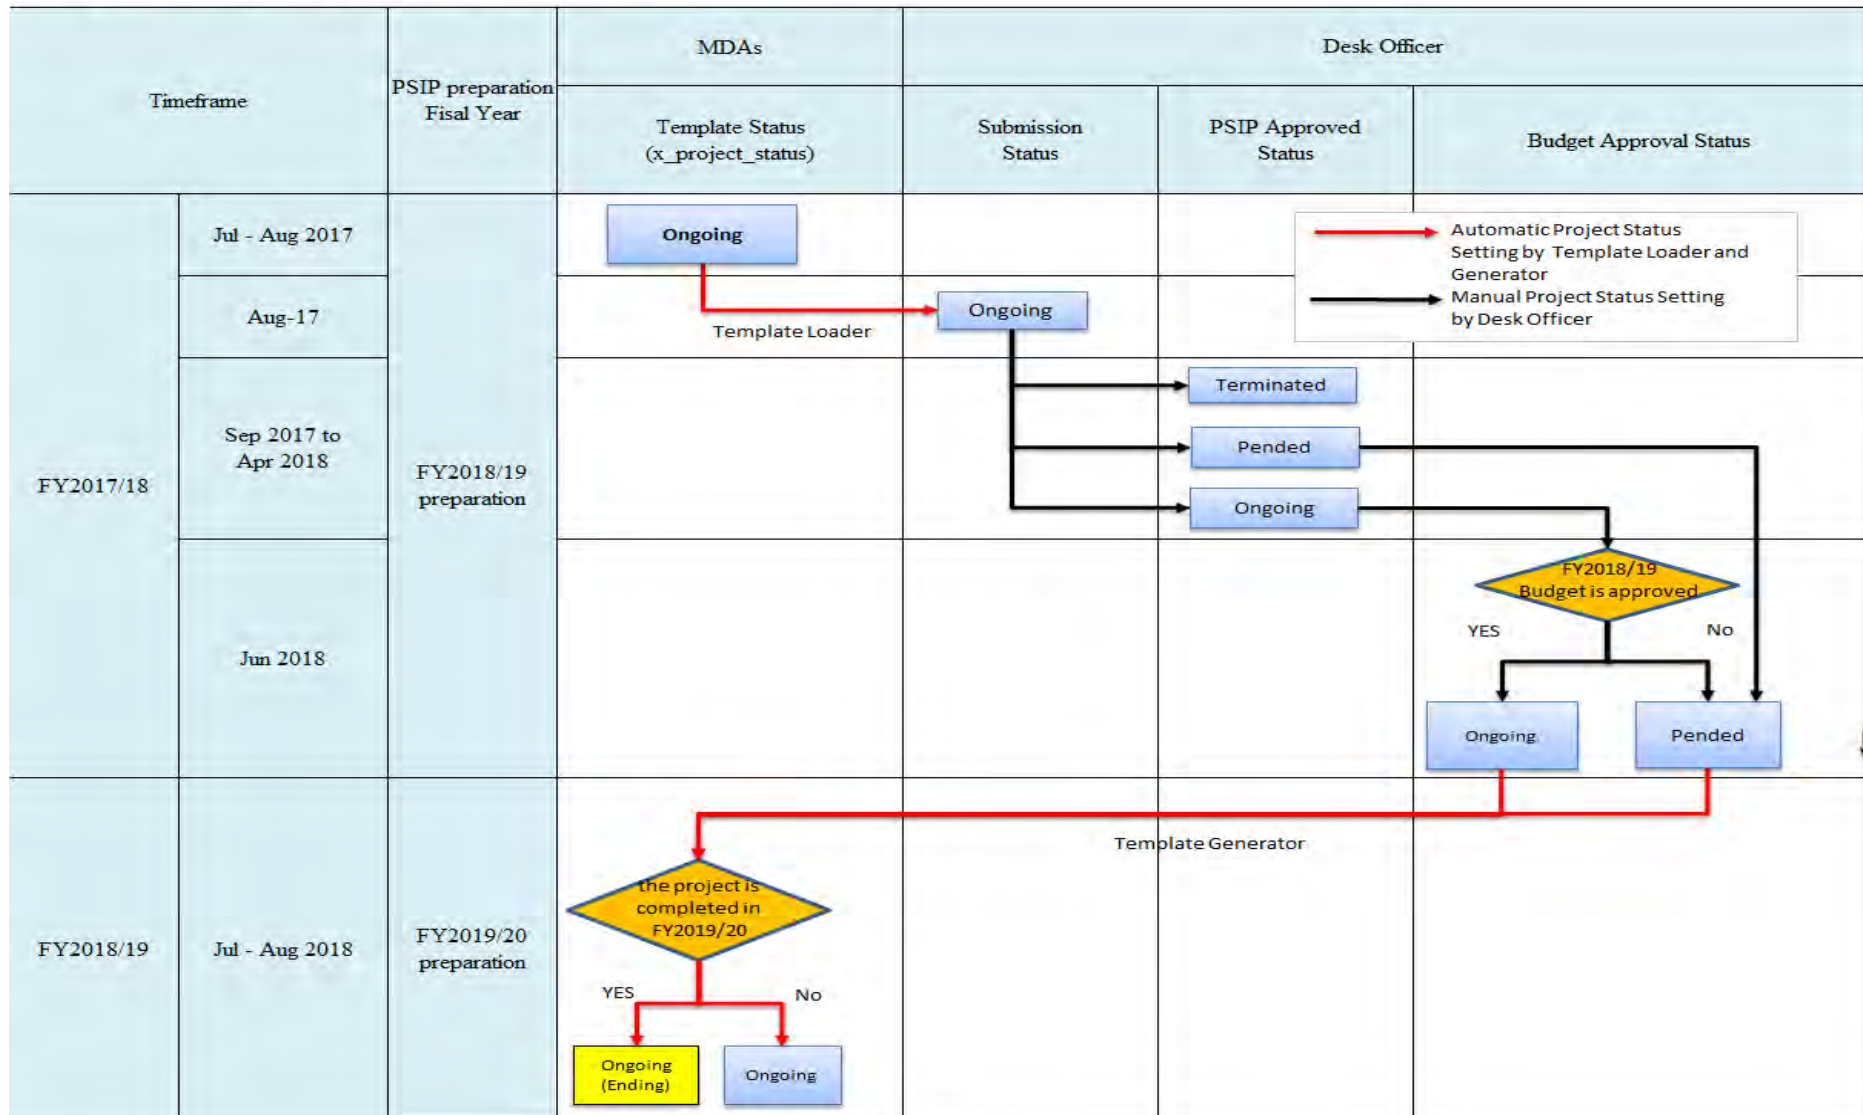 Timeframe
PSIP preparation
Fisal Year
MDAs
Desk Officer
Template Status
(x_project_status)
Submission
Status
PSIP Approved
Status
Budget Approval Status
FY2017/18
Jul - Aug 2017
FY2018/19
preparation
Ongoing
Automatic Project Status
Setting by Template Loader and
Generator
Manual Project Status Setting
by Desk Officer
Aug-17
Template Loader
Ongoing
Sep 2017 to
Apr 2018
Terminated
Pended
Ongoing
Jun 2018
FY2018/19
Budget is approved
YES
No
Ongoing
Pended
Template Generator
FY2018/19
Jul - Aug 2018
FY2019/20
preparation
the project is
completed in
FY2019/20
YES
No
Ongoing
(Ending)
Ongoing